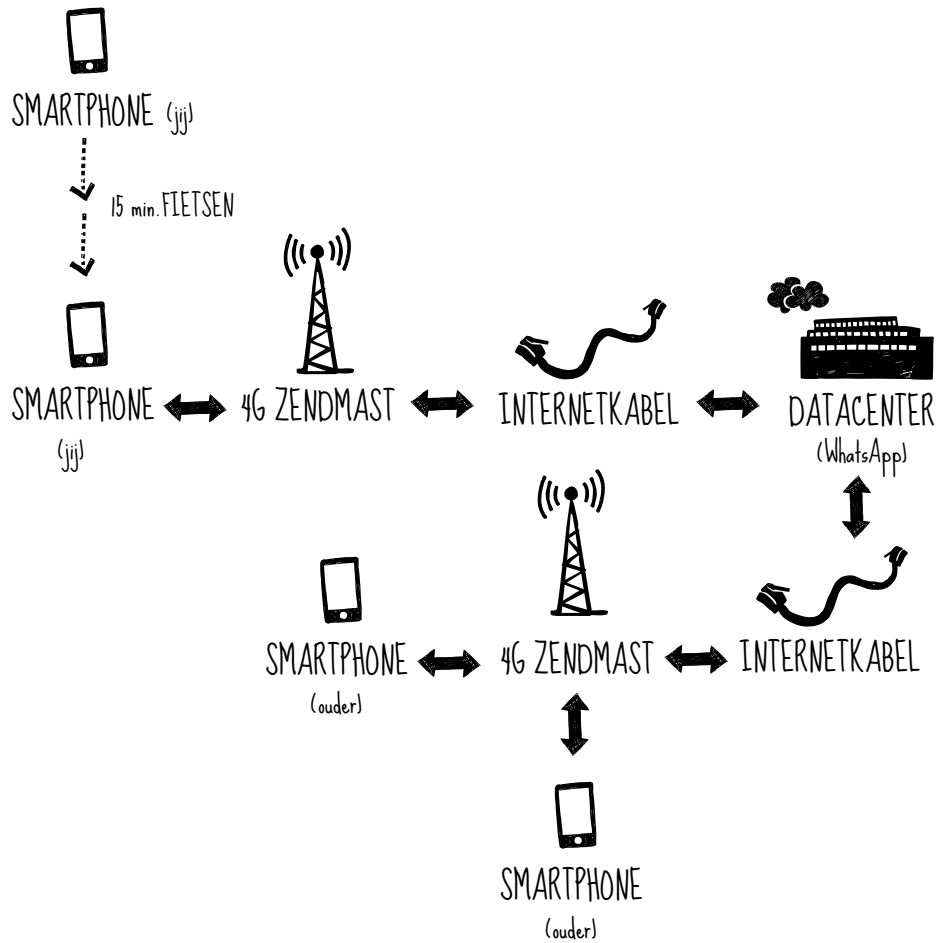 SMARTPHONE (jij)
15 min. FIETSEN
SMARTPHONE
(jij)
4G ZENDMAST
INTERNETKABEL
DATACENTER
(WhatsApp)
SMARTPHONE
(ouder)
4G ZENDMAST
INTERNETKABEL
SMARTPHONE
(ouder)